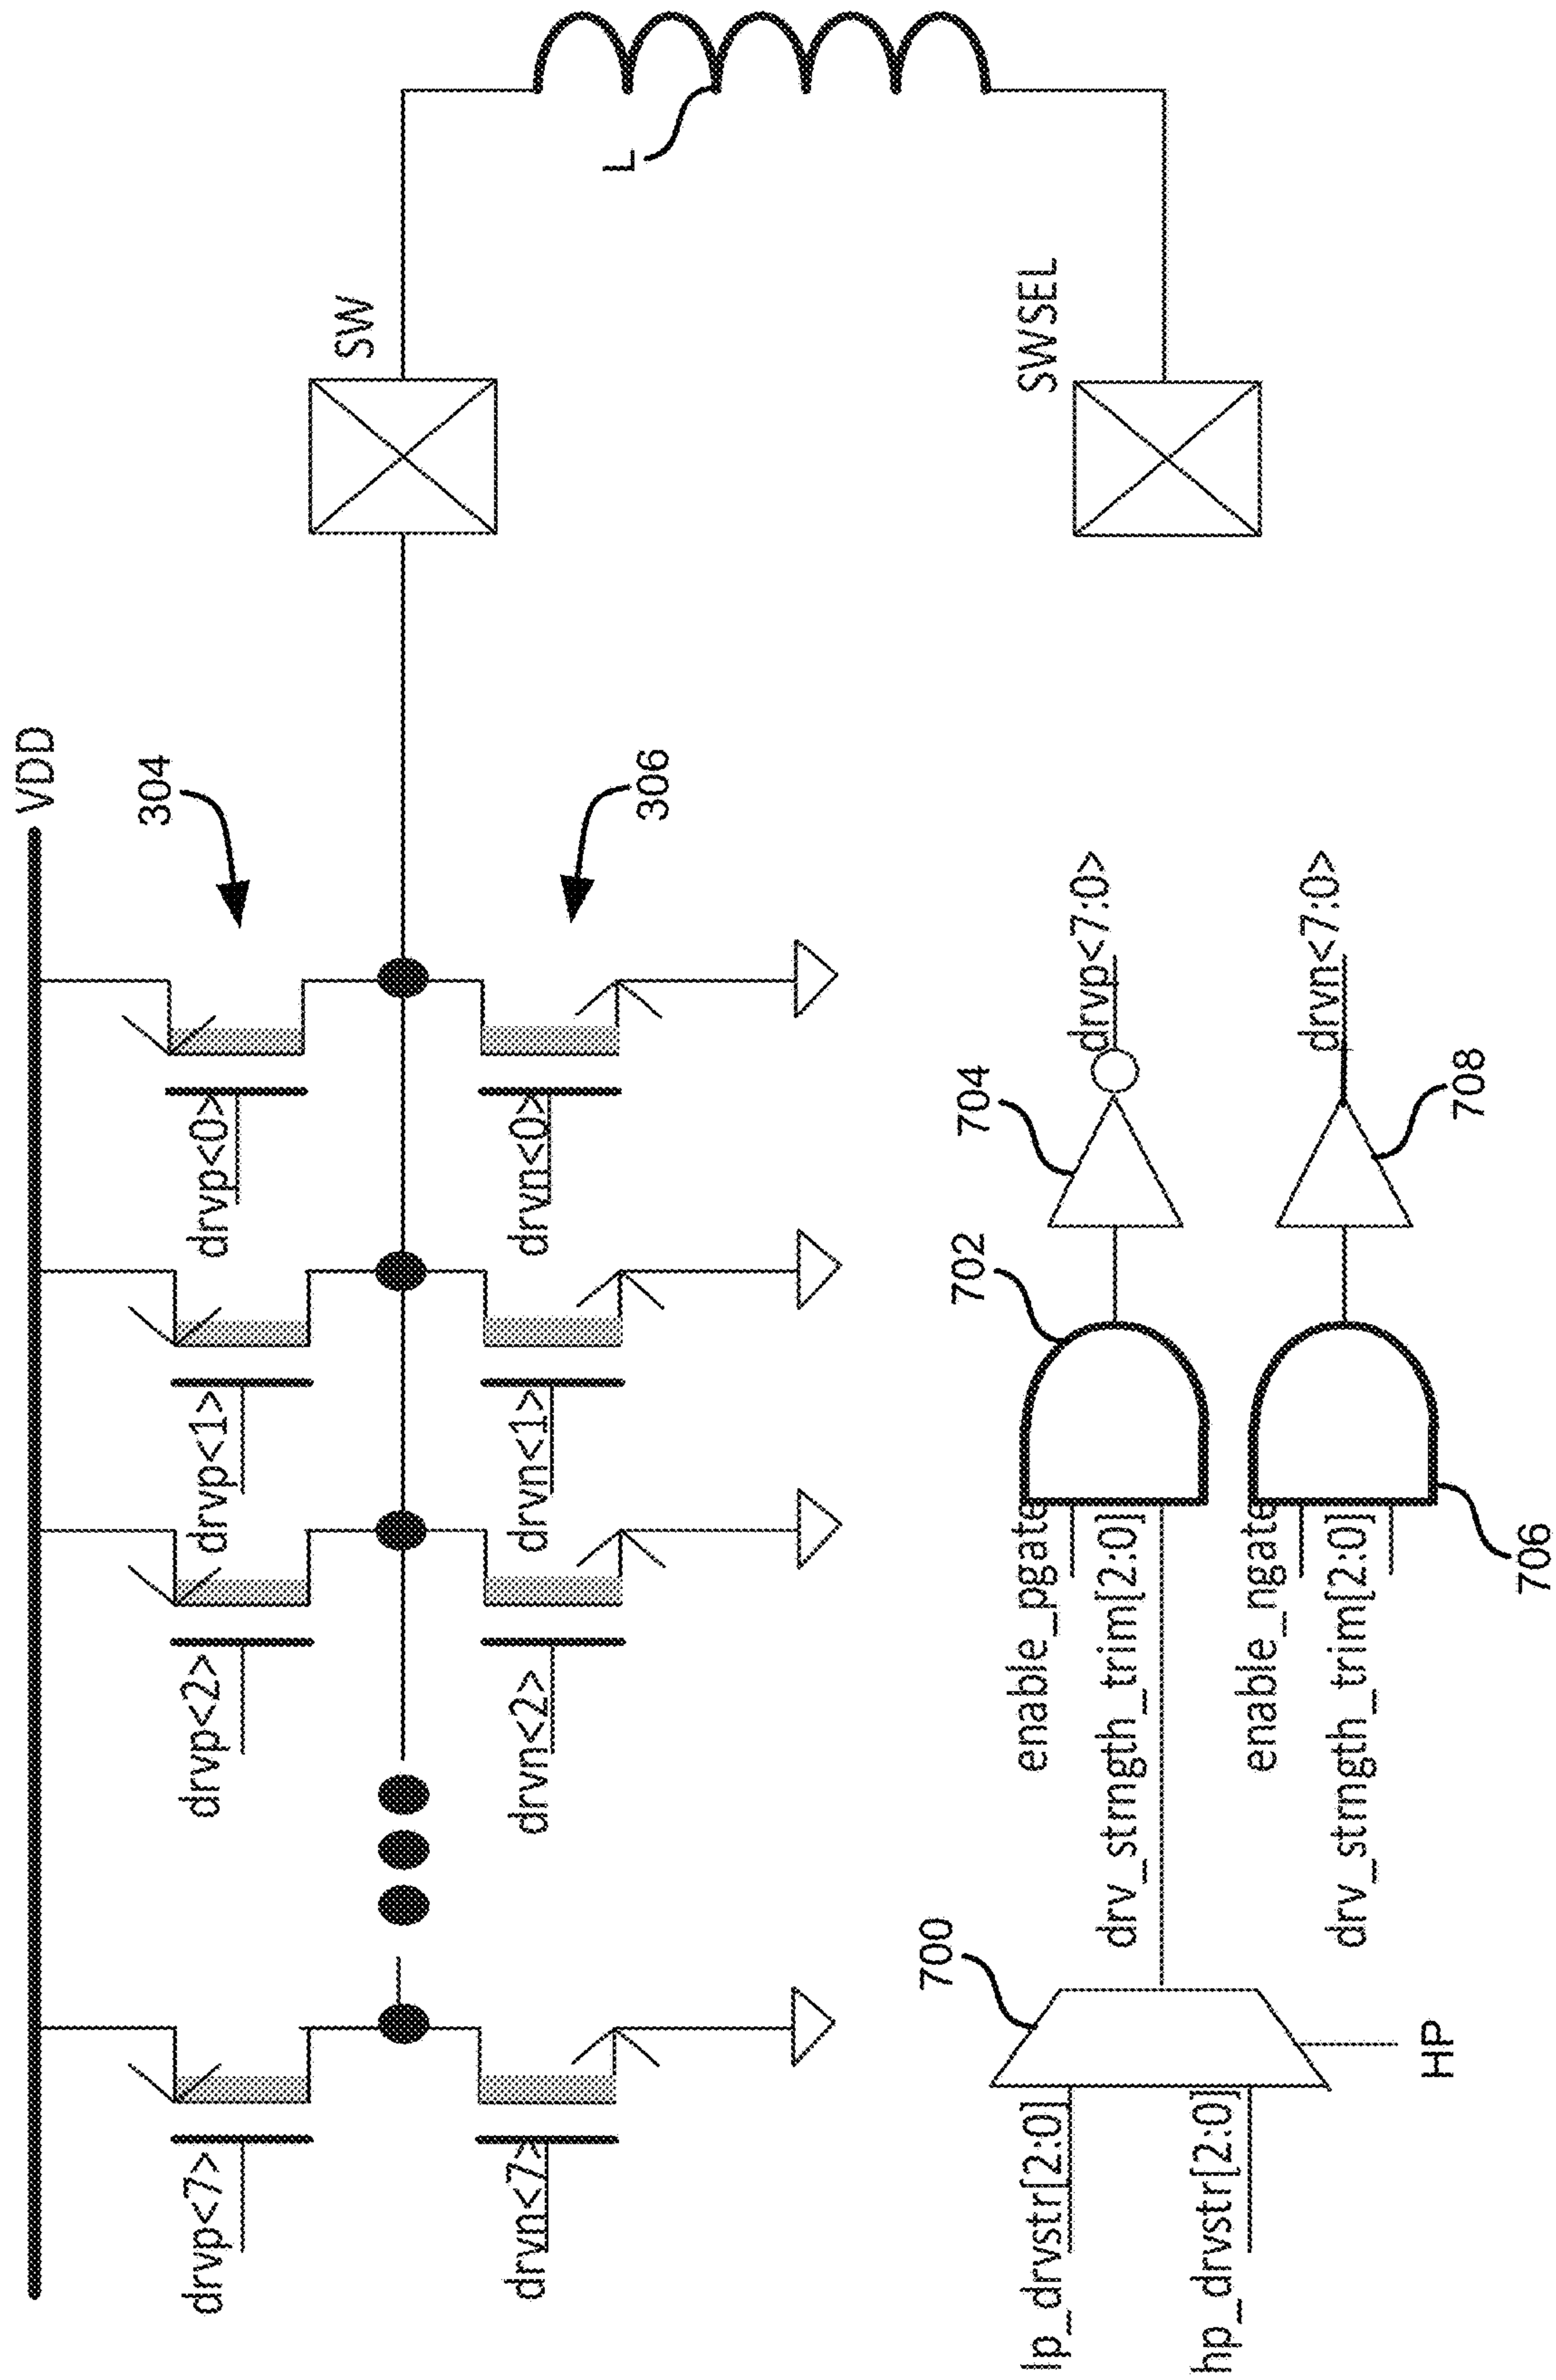 VDD
304
306
SW
L
SWSEL
drvp<7>
drvp<2>
drvp<1>
drvp<0>
drvn<7>
drvn<2>
drvn<1>
drvn<0>
700
lp_drvstr[2:0]
hp_drvstr[2:0]
HP
enable_pgate
drv_strngth_trim[2:0]
702
704
drvp<7:0>
enable_ngate
drv_strngth_trim[2:0]
706
708
drvn<7:0>